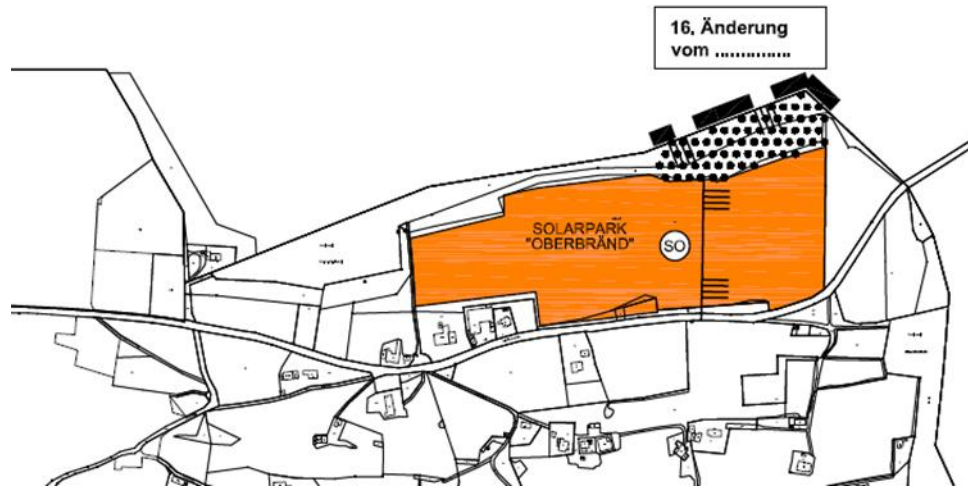 16. Änderung
vom ..............
SOLARPARK
"OBERBRÄND"
SO